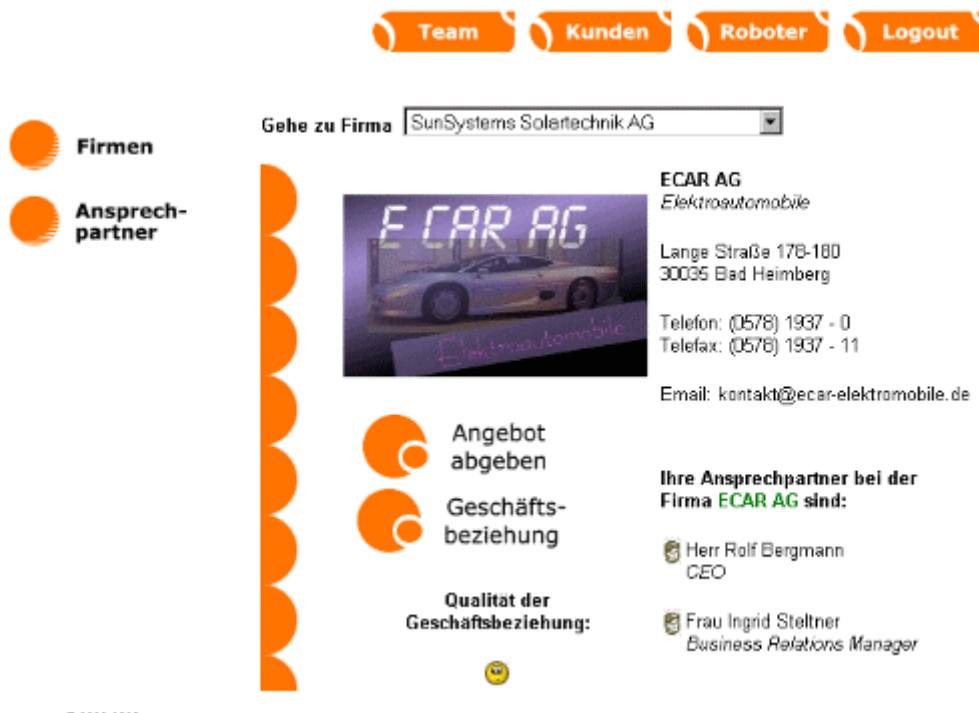 Team Kunden Roboter Logout
Gehe zu Firma SunSystems Solartechnik AG
Firmen
Ansprech-
partner
E CAR AG
Elektroautomobile
Angebot
abgeben
Geschäfts-
beziehung
Qualität der
Geschäftsbeziehung:
ECAR AG
Elektroautomobile
Lange Straße 178-180
30035 Bad Heimberg
Telefon: (0578) 1937 - 0
Telefax: (0578) 1937 - 11
Email: kontakt@ecar-elektromobile.de
Ihre Ansprechpartner bei der
Firma ECAR AG sind:
Herr Rolf Bergmann
CEO
Frau Ingrid Steltner
Business Relations Manager